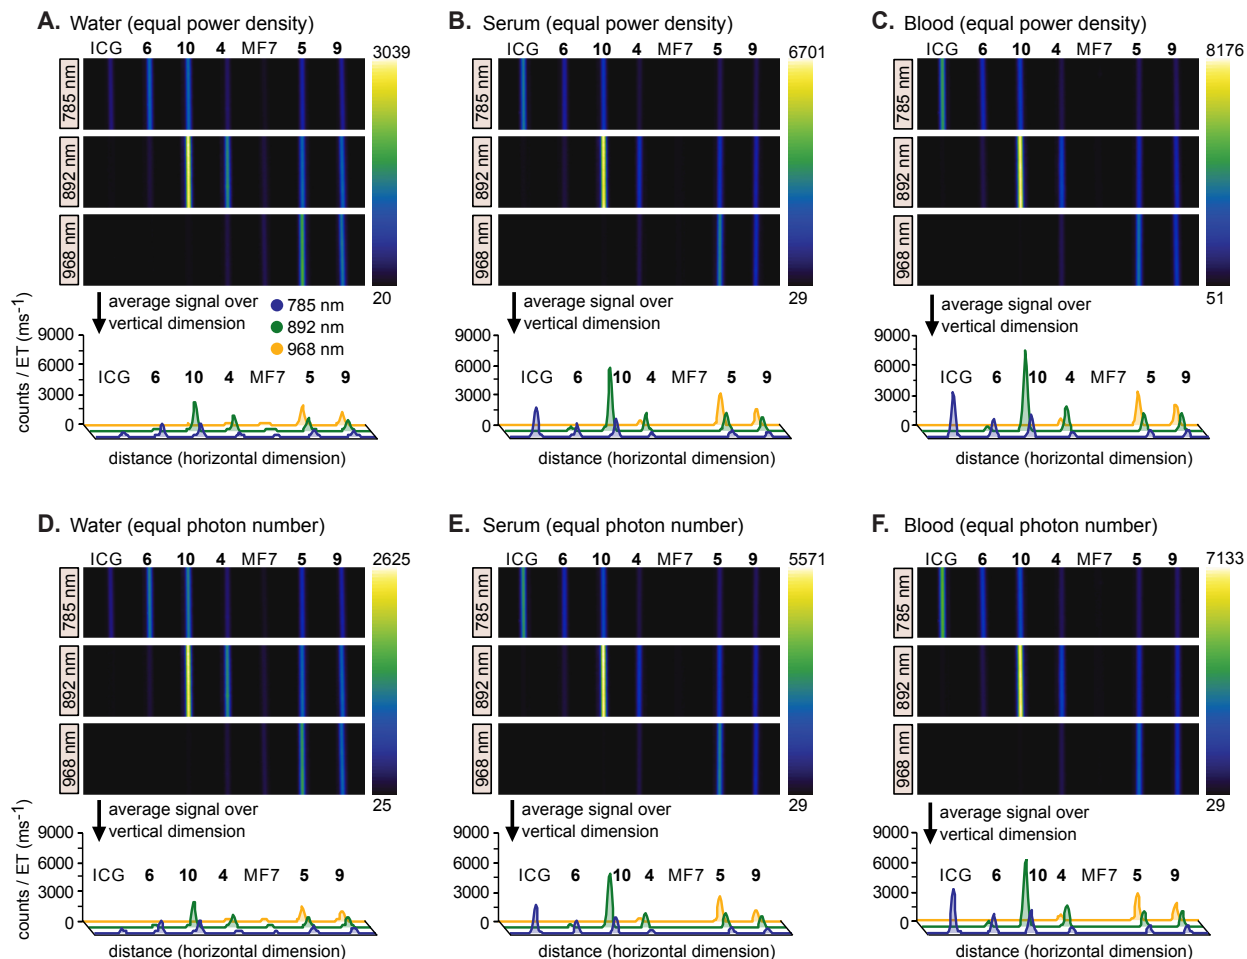 A. Water (equal power density)
ICG 6 10 4 MF7 5 9
3039
785 nm
892 nm
968 nm
20
average signal over
vertical dimension
785 nm
892 nm
968 nm
counts / ET (ms⁻¹)
9000
6000
3000
0
ICG 6 10 4 MF7 5 9
distance (horizontal dimension)
B. Serum (equal power density)
ICG 6 10 4 MF7 5 9
6701
785 nm
892 nm
968 nm
29
average signal over
vertical dimension
9000
6000
3000
0
ICG 6 10 4 MF7 5 9
distance (horizontal dimension)
C. Blood (equal power density)
ICG 6 10 4 MF7 5 9
8176
785 nm
892 nm
968 nm
51
average signal over
vertical dimension
9000
6000
3000
0
ICG 6 10 4 MF7 5 9
distance (horizontal dimension)
D. Water (equal photon number)
ICG 6 10 4 MF7 5 9
2625
785 nm
892 nm
968 nm
25
average signal over
vertical dimension
counts / ET (ms⁻¹)
9000
6000
3000
0
ICG 6 10 4 MF7 5 9
distance (horizontal dimension)
E. Serum (equal photon number)
ICG 6 10 4 MF7 5 9
5571
785 nm
892 nm
968 nm
29
average signal over
vertical dimension
9000
6000
3000
0
ICG 6 10 4 MF7 5 9
distance (horizontal dimension)
F. Blood (equal photon number)
ICG 6 10 4 MF7 5 9
7133
785 nm
892 nm
968 nm
29
average signal over
vertical dimension
9000
6000
3000
0
ICG 6 10 4 MF7 5 9
distance (horizontal dimension)